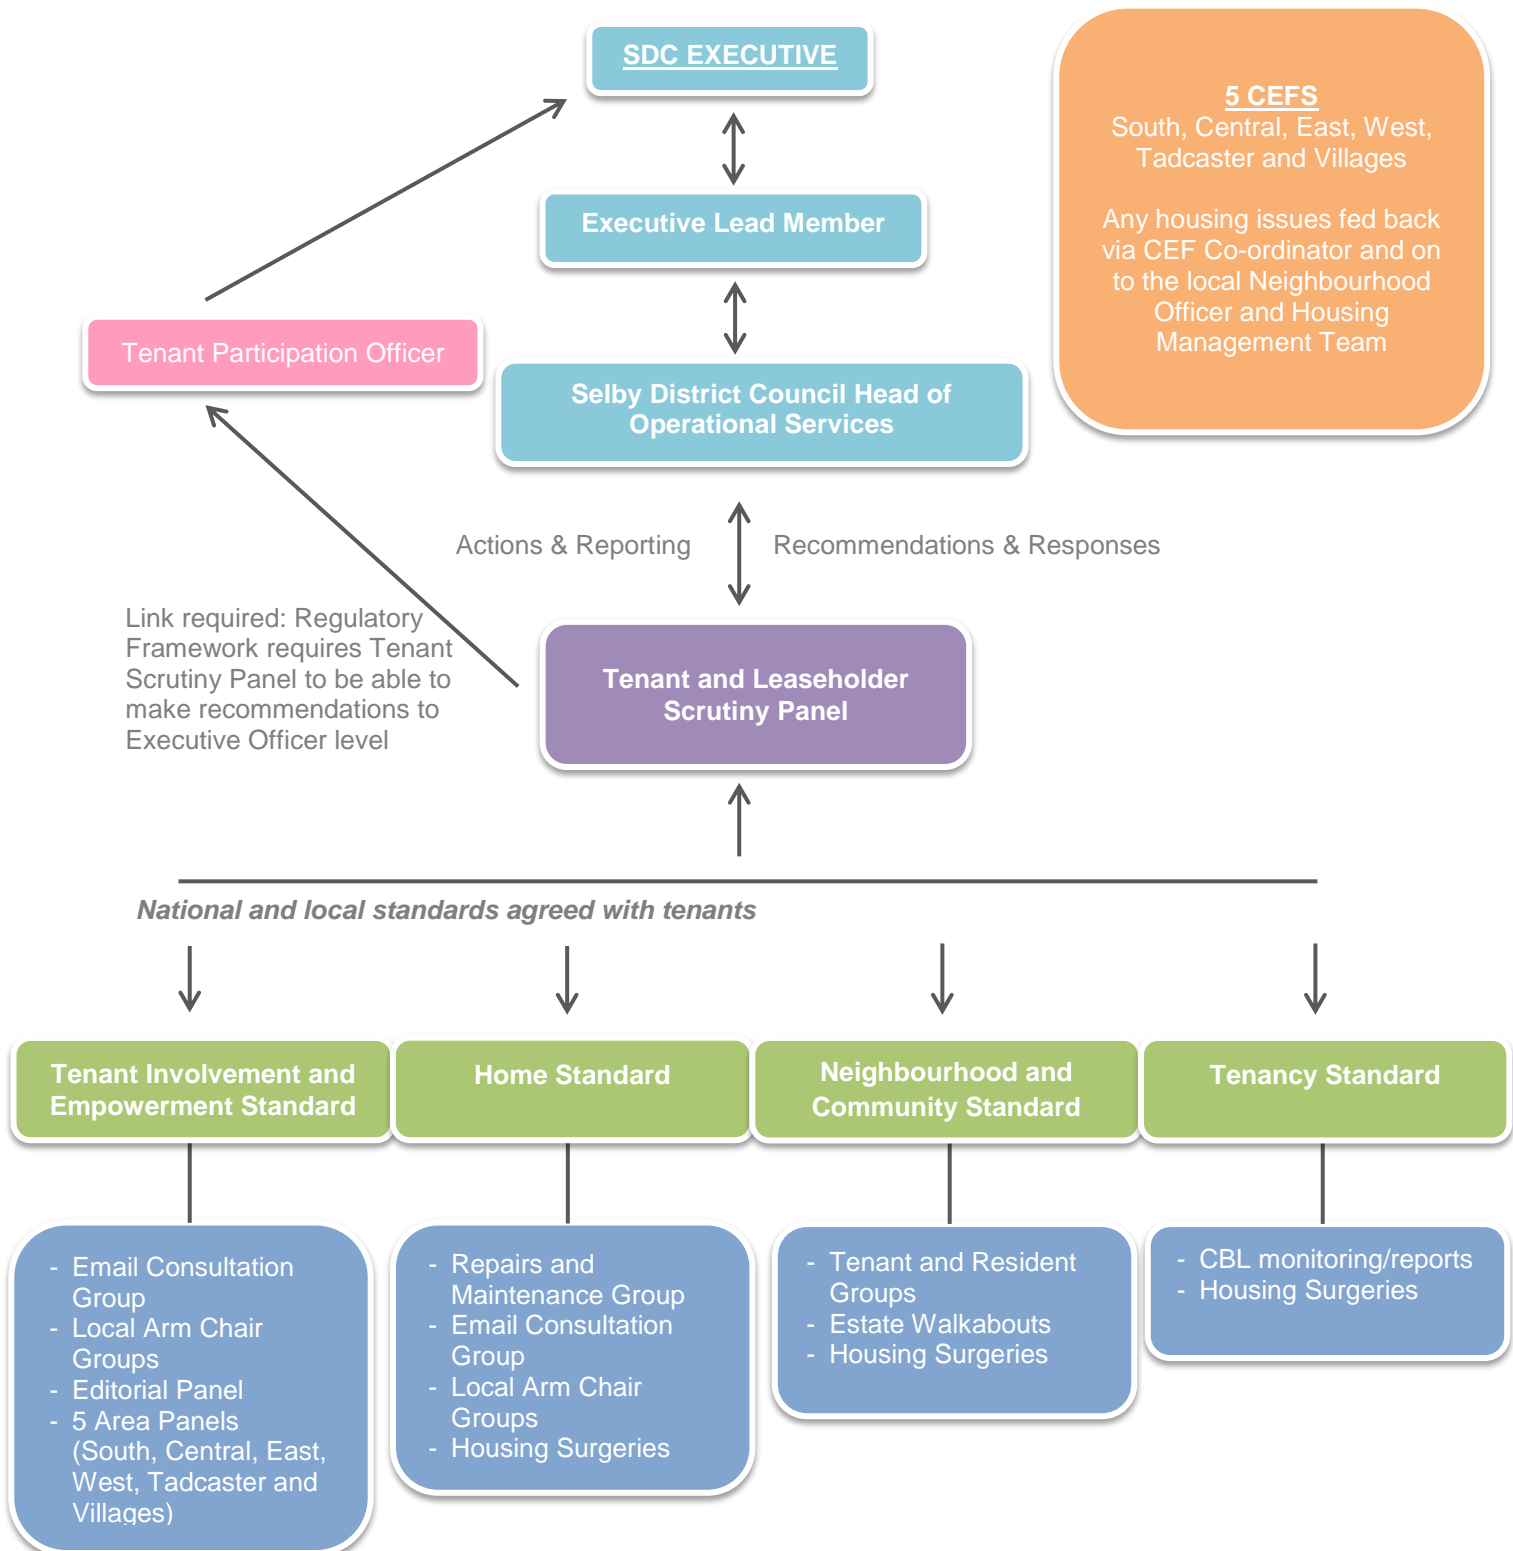 SDC EXECUTIVE
5 CEFS
South, Central, East, West,
Tadcaster and Villages
Any housing issues fed back
via CEF Co-ordinator and on
to the local Neighbourhood
Officer and Housing
Management Team
Executive Lead Member
Tenant Participation Officer
Selby District Council Head of
Operational Services
Actions & Reporting
Recommendations & Responses
Link required: Regulatory
Framework requires Tenant
Scrutiny Panel to be able to
make recommendations to
Executive Officer level
Tenant and Leaseholder
Scrutiny Panel
National and local standards agreed with tenants
Tenant Involvement and
Empowerment Standard
Home Standard
Neighbourhood and
Community Standard
Tenancy Standard
- Email Consultation
Group
- Local Arm Chair
Groups
- Editorial Panel
- 5 Area Panels
(South, Central, East,
West, Tadcaster and
Villages)
- Repairs and
Maintenance Group
- Email Consultation
Group
- Local Arm Chair
Groups
- Housing Surgeries
- Tenant and Resident
Groups
- Estate Walkabouts
- Housing Surgeries
- CBL monitoring/reports
- Housing Surgeries